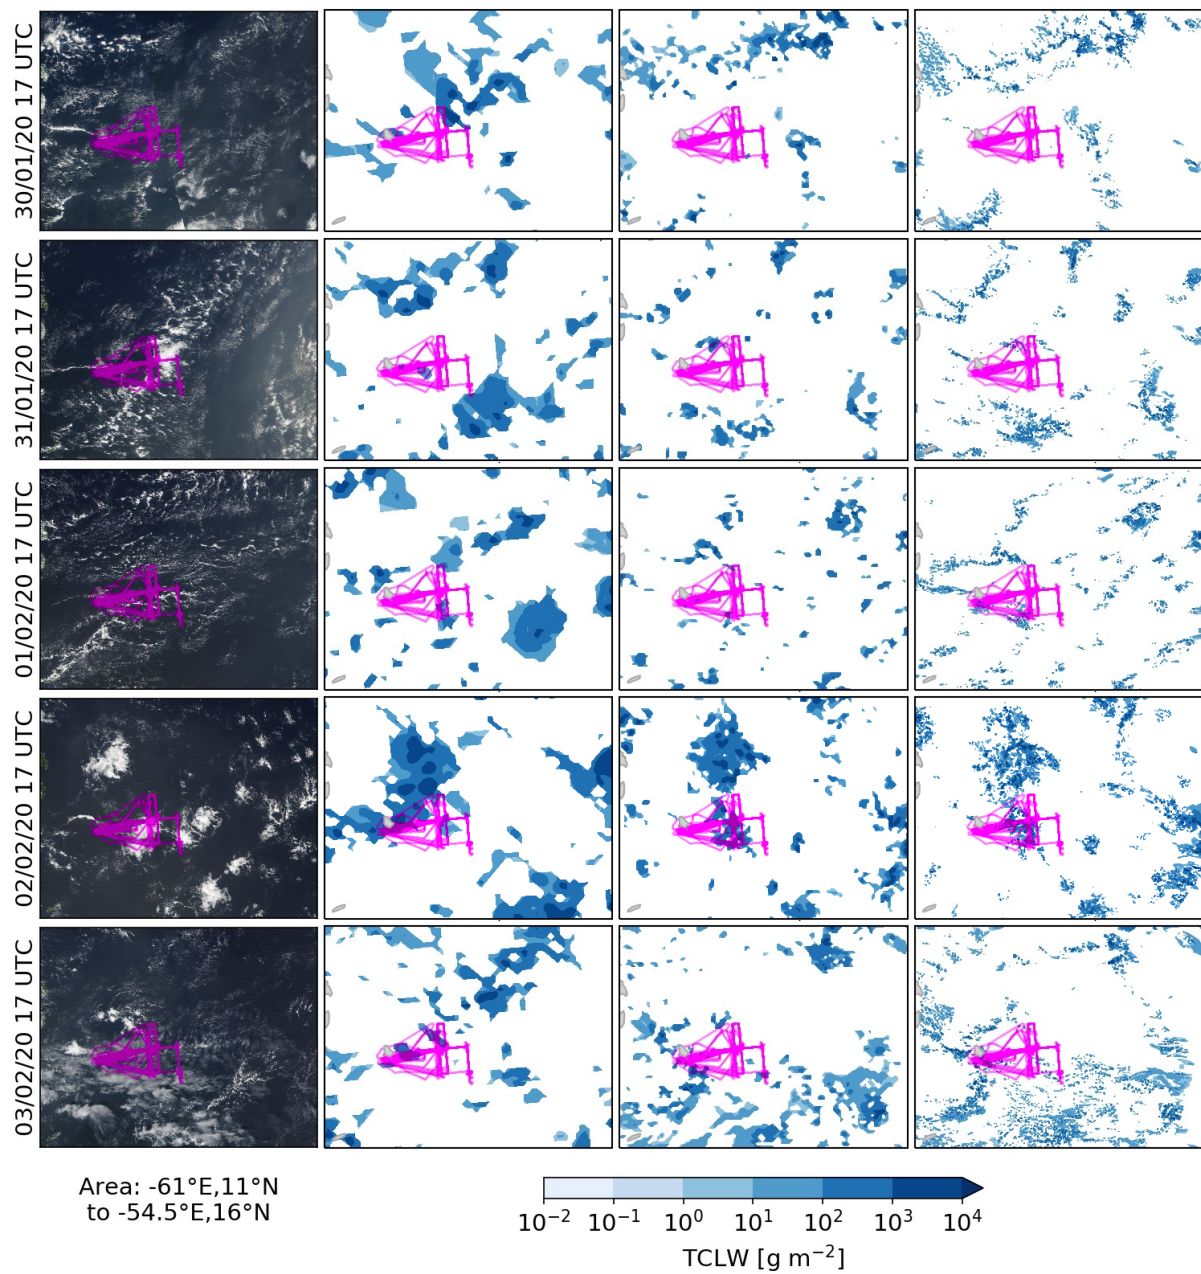 30/01/20 17 UTC
31/01/20 17 UTC
01/02/20 17 UTC
02/02/20 17 UTC
03/02/20 17 UTC
Area: -61°E,11°N
to -54.5°E,16°N
10⁻² 10⁻¹ 10⁰ 10¹ 10² 10³ 10⁴
TCLW [g m⁻²]